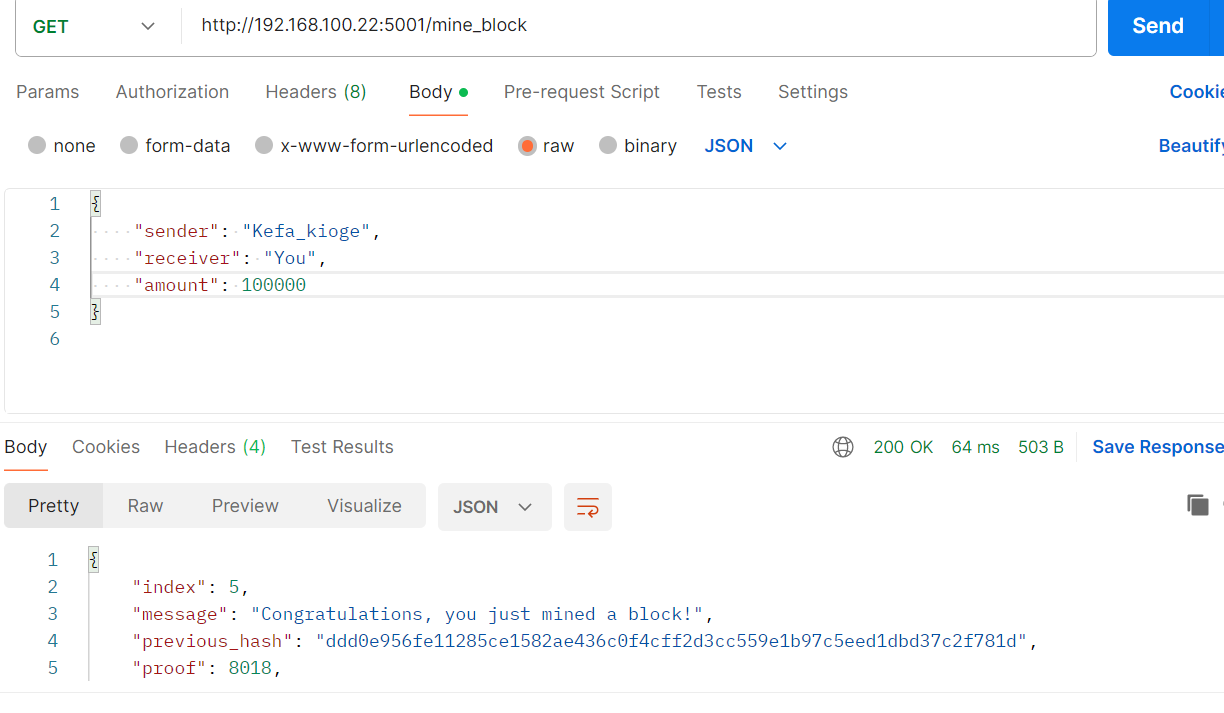 GET http://192.168.100.22:5001/mine_block Send
Params Authorization Headers (8) Body Pre-request Script Tests Settings Cookie
none form-data x-www-form-urlencoded raw binary JSON Beautify
1 {
2 "sender": "Kefa_kioge",
3 "receiver": "You",
4 "amount": 100000
5 }
6
Body Cookies Headers (4) Test Results 200 OK 64 ms 503 B Save Response
Pretty Raw Preview Visualize JSON
1 {
2 "index": 5,
3 "message": "Congratulations, you just mined a block!",
4 "previous_hash": "ddd0e956fe11285ce1582ae436c0f4cff2d3cc559e1b97c5eed1dbd37c2f781d",
5 "proof": 8018,